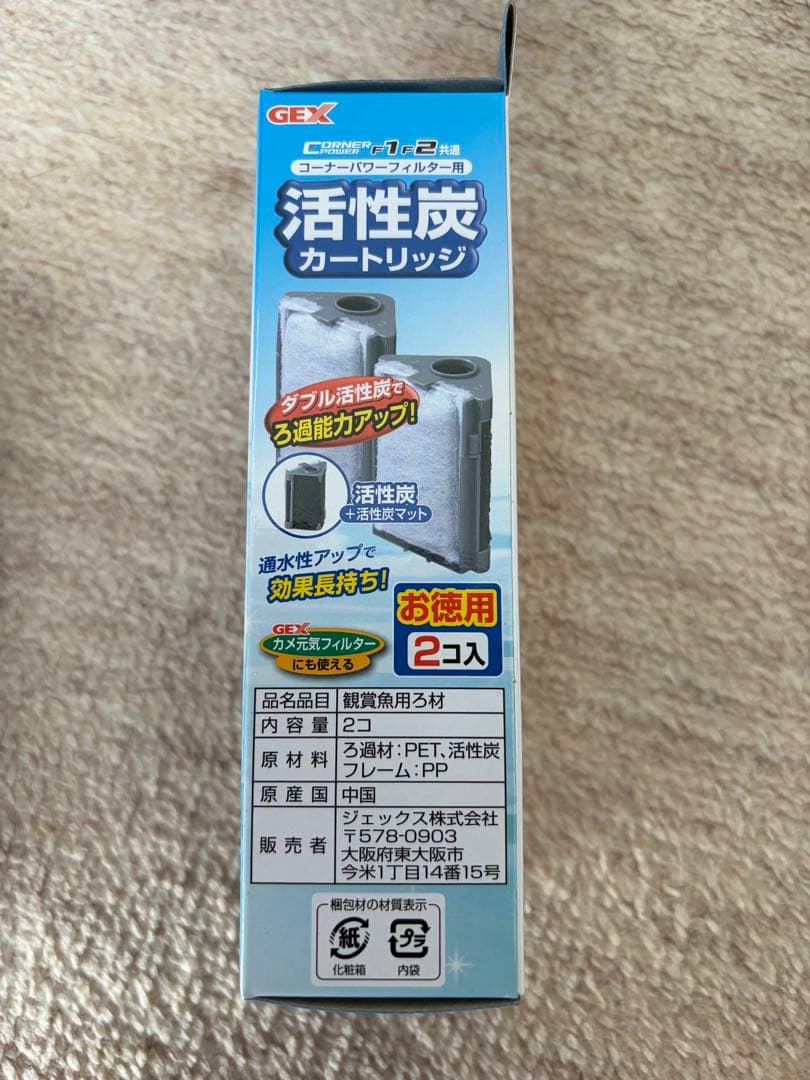 GEX
CORNER POWER F1 F2 共通
コーナーパワーフィルター用
活性炭
カートリッジ
ダブル活性炭で
ろ過能力アップ!
活性炭
+活性炭マット
通水性アップで
効果長持ち!
お徳用
2コ入
GEX
カメ元気フィルター
にも使える
品名品目 観賞魚用ろ材
内容量 2コ
原材料 ろ過材:PET、活性炭
フレーム:PP
原産国 中国
販売者 ジェックス株式会社
〒578-0903
大阪府東大阪市
今米1丁目14番15号
梱包材の材質表示
紙 プラ
化粧箱 内袋